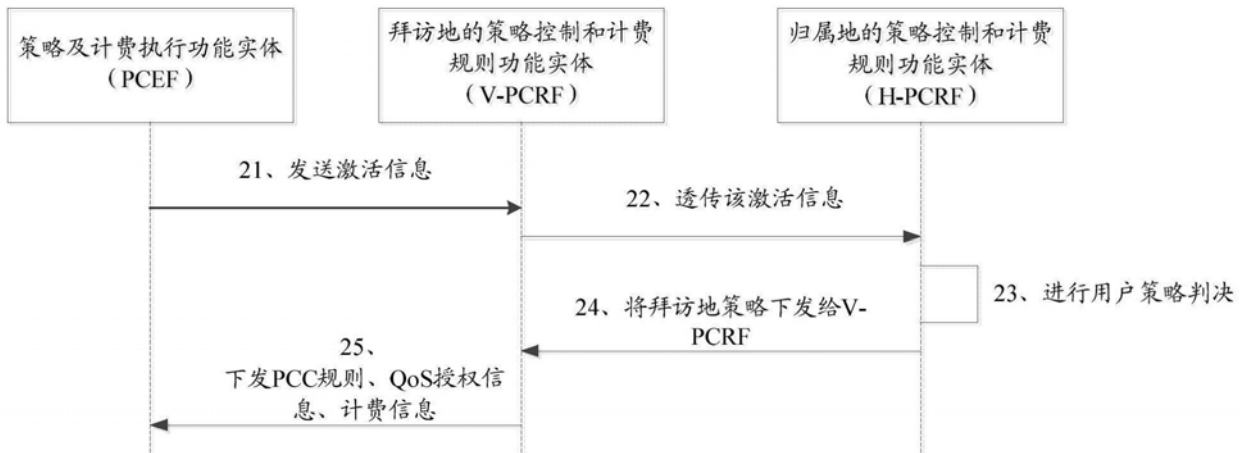 策略及计费执行功能实体
（PCEF）
拜访地的策略控制和计费
规则功能实体
（V-PCRF）
归属地的策略控制和计费
规则功能实体
（H-PCRF）
21、发送激活信息
22、透传该激活信息
23、进行用户策略判决
24、将拜访地策略下发给V-
PCRF
25、
下发PCC规则、QoS授权信
息、计费信息